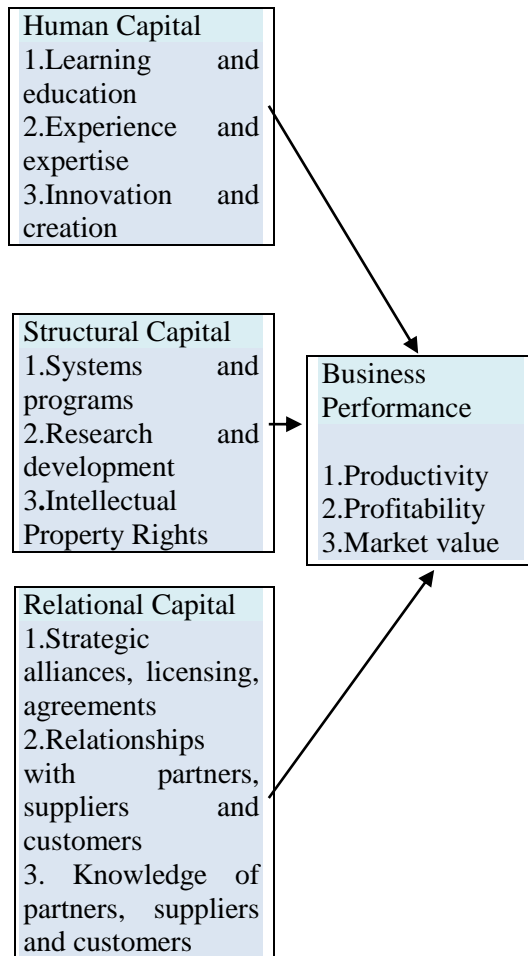 Human Capital
1.Learning and
education
2.Experience and
expertise
3.Innovation and
creation
Structural Capital
1.Systems and
programs
2.Research and
development
3.Intellectual
Property Rights
Business
Performance
1.Productivity
2.Profitability
3.Market value
Relational Capital
1.Strategic
alliances, licensing,
agreements
2.Relationships
with partners,
suppliers and
customers
3. Knowledge of
partners, suppliers
and customers